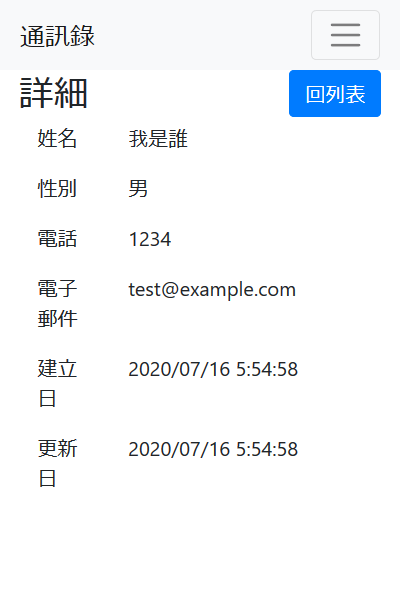 通訊錄
詳細 回列表
姓名 我是誰
性別 男
電話 1234
電子 test@example.com
郵件
建立 2020/07/16 5:54:58
日
更新 2020/07/16 5:54:58
日